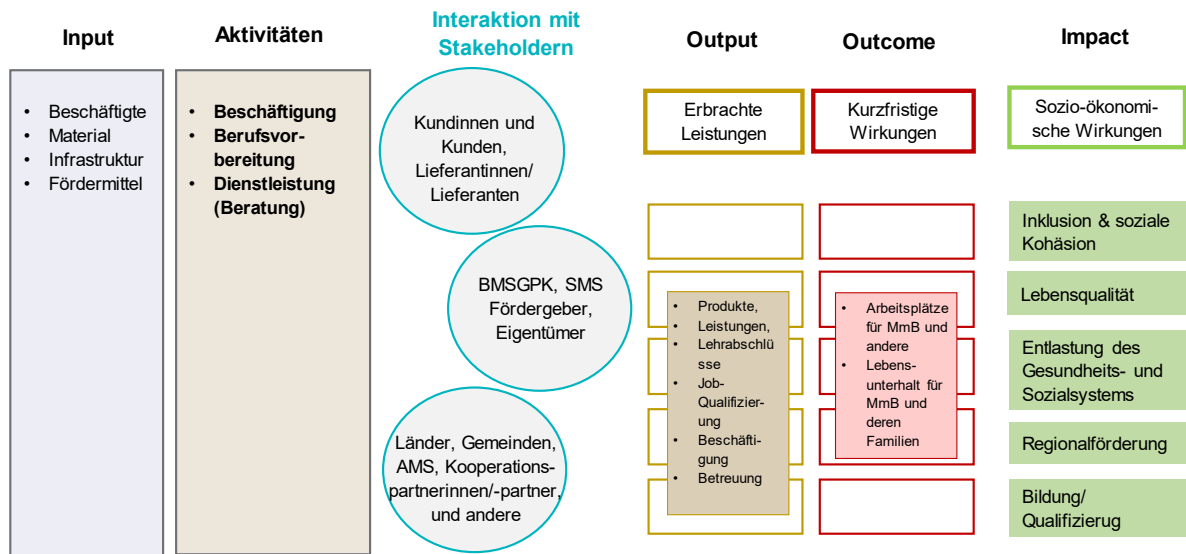 Input
Beschäftigte
Material
Infrastruktur
Fördermittel
Aktivitäten
Beschäftigung
Berufsvor-
bereitung
Dienstleistung
(Beratung)
Interaktion mit
Stakeholdern
Kundinnen und
Kunden,
Lieferantinnen/
Lieferanten
BMSGPK, SMS
Fördergeber,
Eigentümer
Länder, Gemeinden,
AMS, Kooperations-
partnerinnen/-partner,
und andere
Output
Erbrachte
Leistungen
Produkte,
Leistungen,
Lehrabschlü
sse
Job-
Qualifizier-
ung
Beschäfti-
gung
Betreuung
Outcome
Kurzfristige
Wirkungen
Arbeitsplätze
für MmB und
andere
Lebens-
unterhalt für
MmB und
deren
Familien
Impact
Sozio-ökonomi-
sche Wirkungen
Inklusion & soziale
Kohäsion
Lebensqualität
Entlastung des
Gesundheits- und
Sozialsystems
Regionalförderung
Bildung/
Qualifizierug